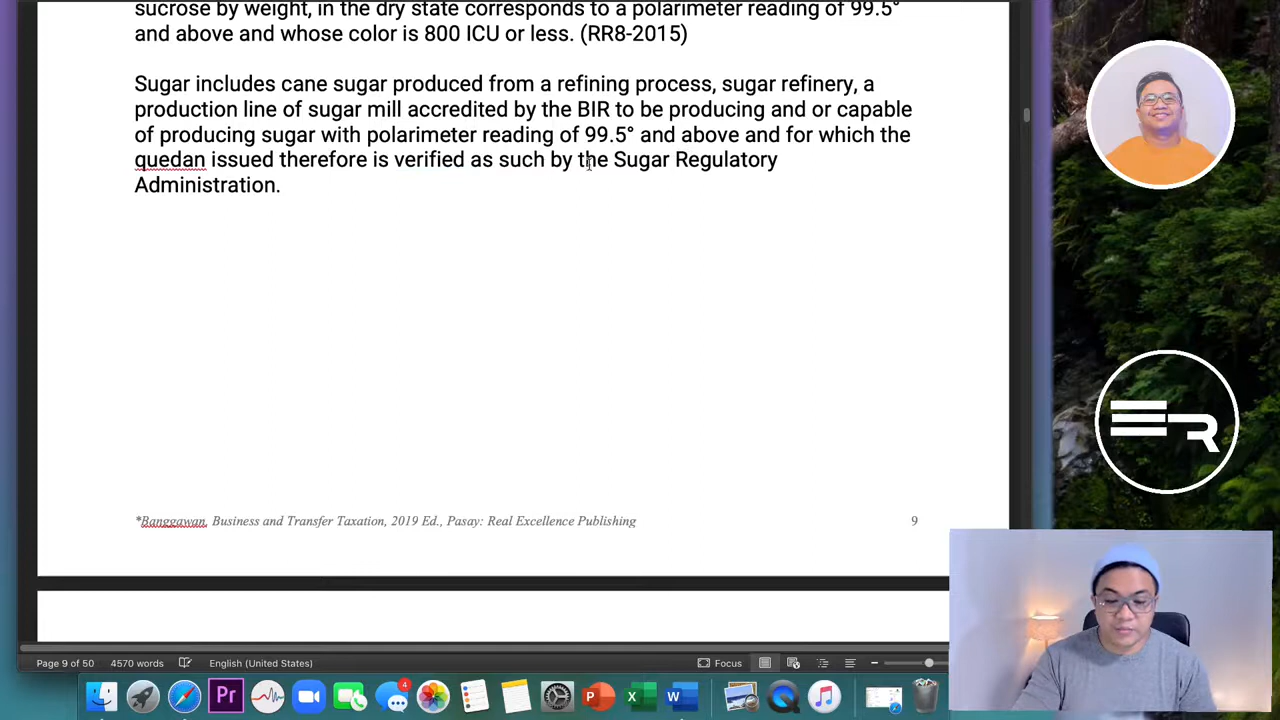 sucrose by weight, in the dry state corresponds to a polarimeter reading of 99.5°
and above and whose color is 800 ICU or less. (RR8-2015)
Sugar includes cane sugar produced from a refining process, sugar refinery, a
production line of sugar mill accredited by the BIR to be producing and or capable
of producing sugar with polarimeter reading of 99.5° and above and for which the
quedan issued therefore is verified as such by the Sugar Regulatory
Administration.
*Banggawan, Business and Transfer Taxation, 2019 Ed., Pasay: Real Excellence Publishing 9
ER
Page 9 of 50 4570 words English (United States) Focus
Pr 4 P X W